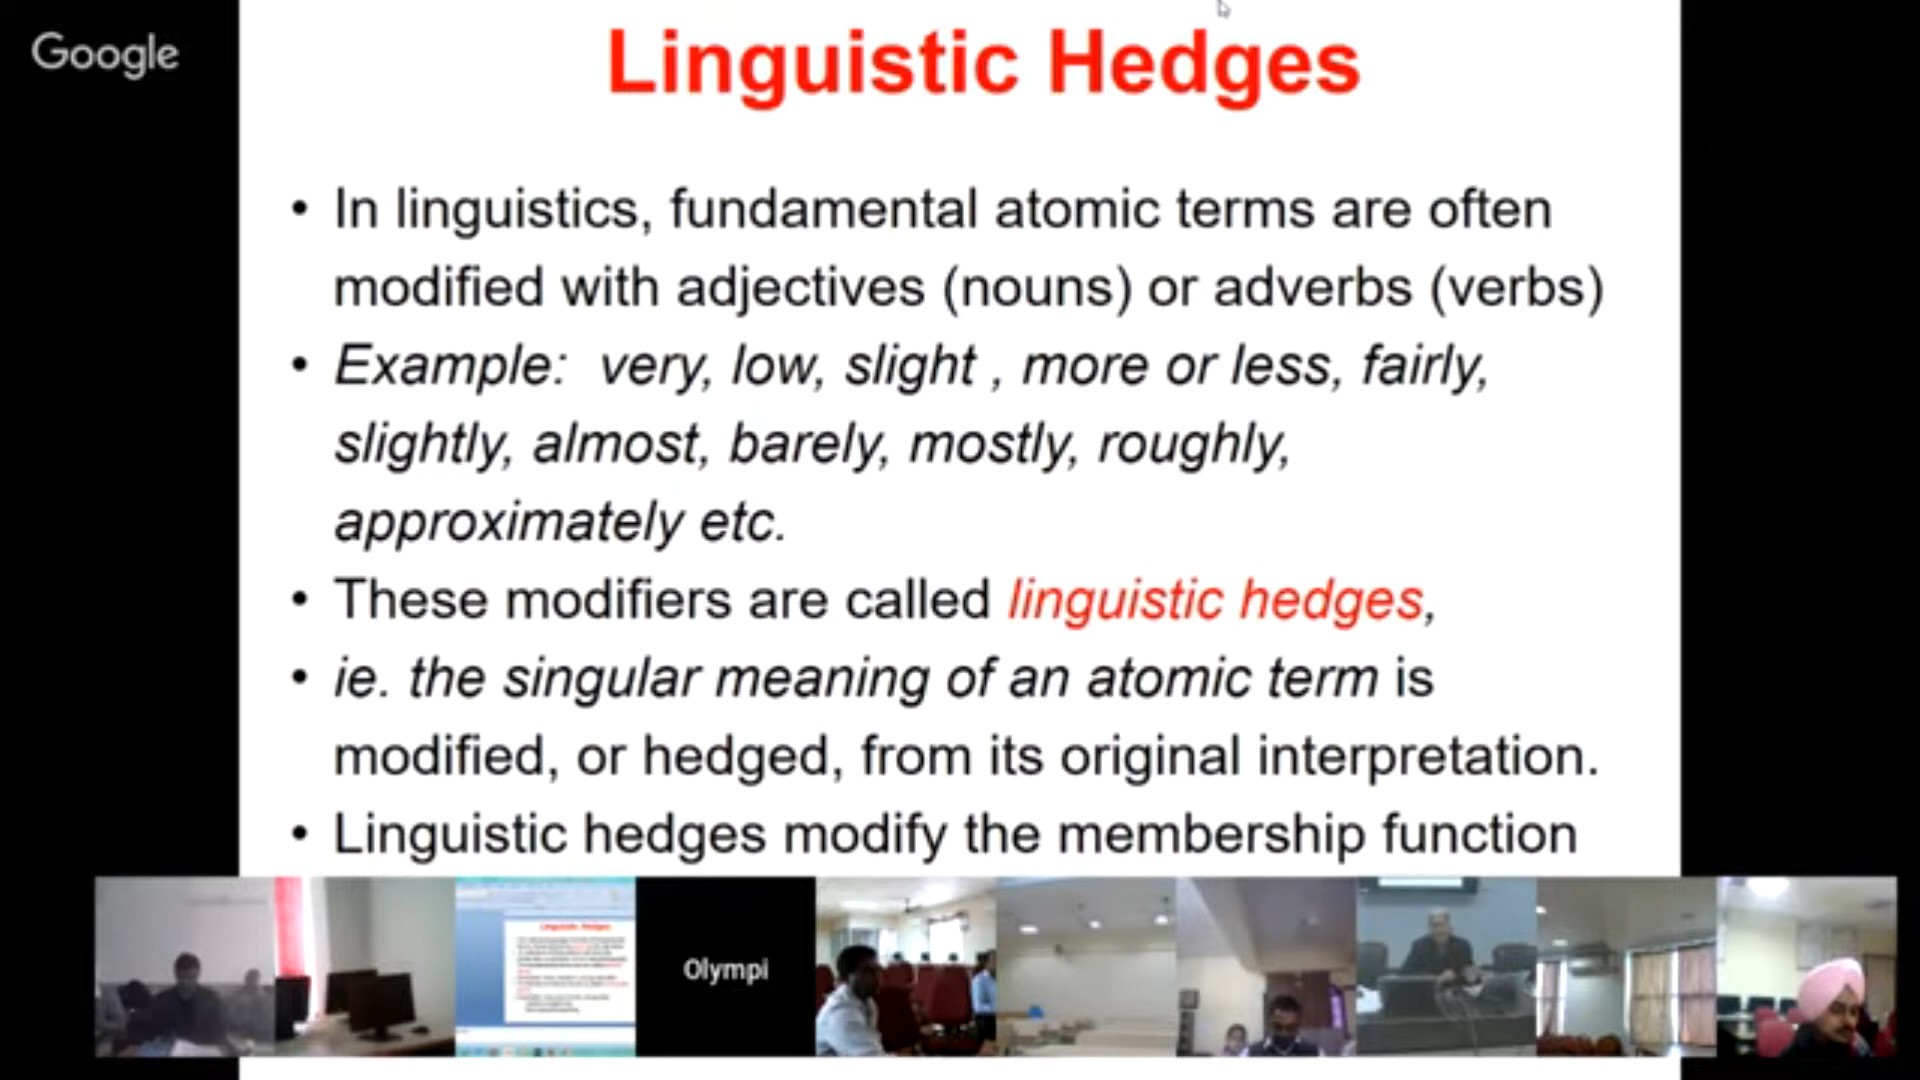 Google
Linguistic Hedges
• In linguistics, fundamental atomic terms are often
modified with adjectives (nouns) or adverbs (verbs)
• Example: very, low, slight , more or less, fairly,
slightly, almost, barely, mostly, roughly,
approximately etc.
• These modifiers are called linguistic hedges,
• ie. the singular meaning of an atomic term is
modified, or hedged, from its original interpretation.
• Linguistic hedges modify the membership function
Linguistic Hedges
Olympi